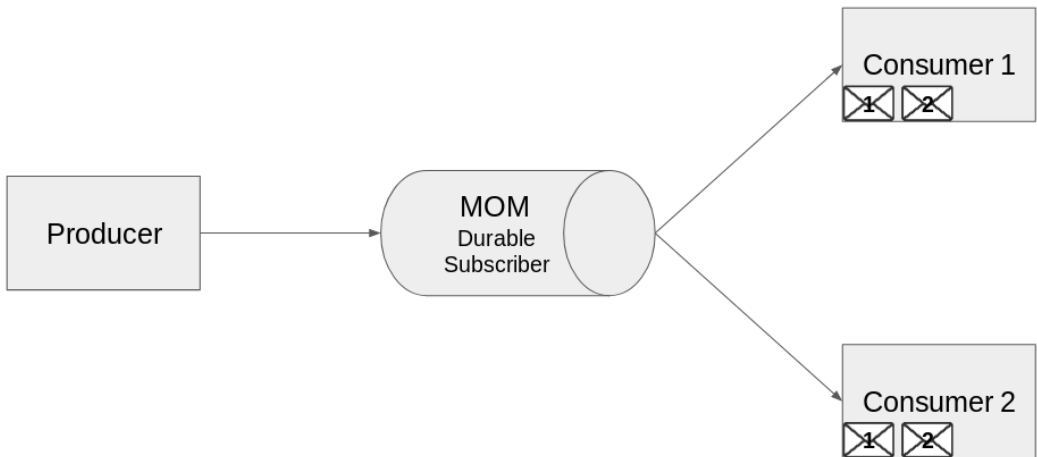 Consumer 1
1 2
Producer
MOM
Durable
Subscriber
Consumer 2
1 2